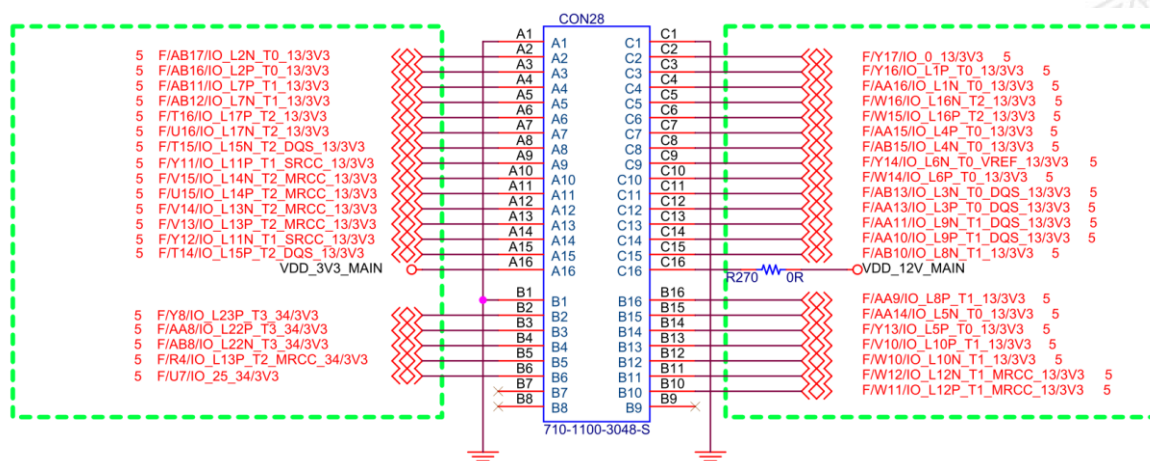 CON28
A1 A1 C1 C1
5 F/AB17/IO_L2N_T0_13/3V3 A2 A2 C2 C2 F/Y17/IO_0_13/3V3 5
5 F/AB16/IO_L2P_T0_13/3V3 A3 A3 C3 C3 F/Y16/IO_L1P_T0_13/3V3 5
5 F/AB11/IO_L7P_T1_13/3V3 A4 A4 C4 C4 F/AA16/IO_L1N_T0_13/3V3 5
5 F/AB12/IO_L7N_T1_13/3V3 A5 A5 C5 C5 F/W16/IO_L16N_T2_13/3V3 5
5 F/T16/IO_L17P_T2_13/3V3 A6 A6 C6 C6 F/W15/IO_L16P_T2_13/3V3 5
5 F/U16/IO_L17N_T2_13/3V3 A7 A7 C7 C7 F/AA15/IO_L4P_T0_13/3V3 5
5 F/T15/IO_L15N_T2_DQS_13/3V3 A8 A8 C8 C8 F/AB15/IO_L4N_T0_13/3V3 5
5 F/Y11/IO_L11P_T1_SRCC_13/3V3 A9 A9 C9 C9 F/Y14/IO_L6N_T0_VREF_13/3V3 5
5 F/V15/IO_L14N_T2_MRCC_13/3V3 A10 A10 C10 C10 F/W14/IO_L6P_T0_13/3V3 5
5 F/U15/IO_L14P_T2_MRCC_13/3V3 A11 A11 C11 C11 F/AB13/IO_L3N_T0_DQS_13/3V3 5
5 F/V14/IO_L13N_T2_MRCC_13/3V3 A12 A12 C12 C12 F/AA13/IO_L3P_T0_DQS_13/3V3 5
5 F/V13/IO_L13P_T2_MRCC_13/3V3 A13 A13 C13 C13 F/AA11/IO_L9N_T1_DQS_13/3V3 5
5 F/Y12/IO_L11N_T1_SRCC_13/3V3 A14 A14 C14 C14 F/AA10/IO_L9P_T1_DQS_13/3V3 5
5 F/T14/IO_L15P_T2_DQS_13/3V3 A15 A15 C15 C15 F/AB10/IO_L8N_T1_13/3V3 5
VDD_3V3_MAIN A16 A16 C16 C16 R270 0R VDD_12V_MAIN
B1 B1 B16 B16 F/AA9/IO_L8P_T1_13/3V3 5
5 F/Y8/IO_L23P_T3_34/3V3 B2 B2 B15 B15 F/AA14/IO_L5N_T0_13/3V3 5
5 F/AA8/IO_L22P_T3_34/3V3 B3 B3 B14 B14 F/Y13/IO_L5P_T0_13/3V3 5
5 F/AB8/IO_L22N_T3_34/3V3 B4 B4 B13 B13 F/V10/IO_L10P_T1_13/3V3 5
5 F/R4/IO_L13P_T2_MRCC_34/3V3 B5 B5 B12 B12 F/W10/IO_L10N_T1_13/3V3 5
5 F/U7/IO_25_34/3V3 B6 B6 B11 B11 F/W12/IO_L12N_T1_MRCC_13/3V3 5
B7 B7 B10 B10 F/W11/IO_L12P_T1_MRCC_13/3V3 5
B8 B8 B9 B9
710-1100-3048-S